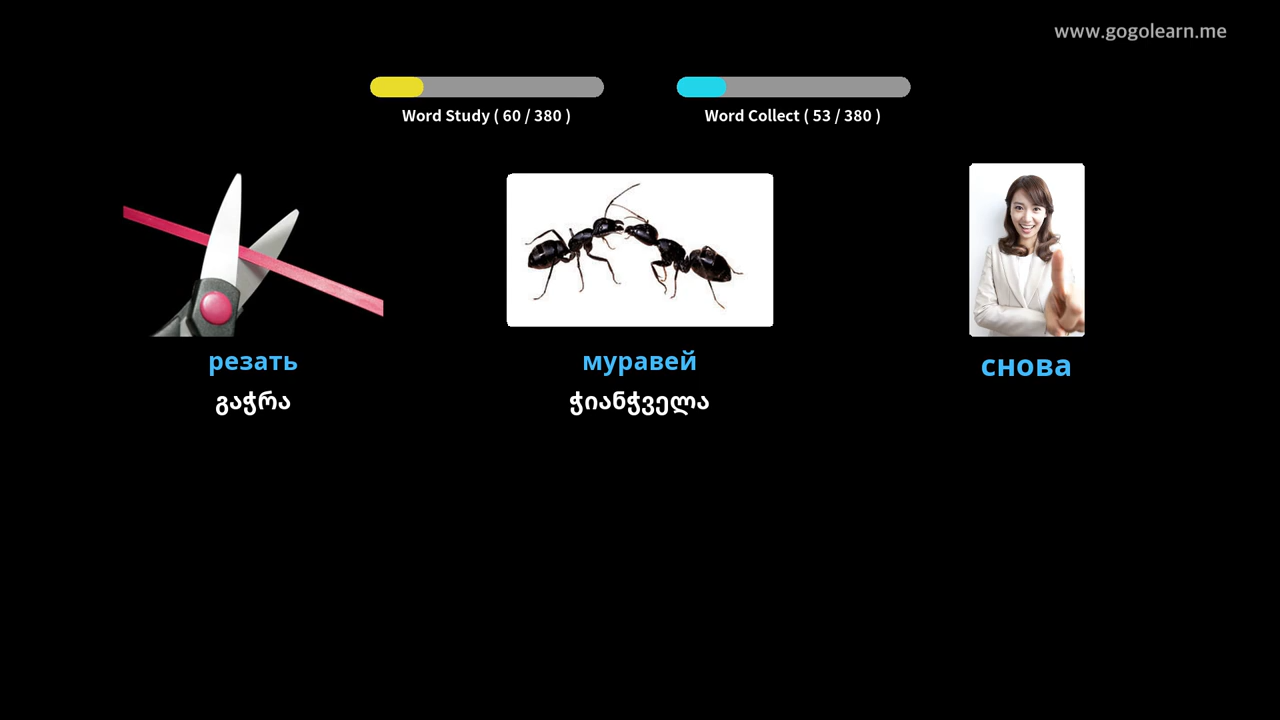 www.gogolearn.me
Word Study ( 60 / 380 )
Word Collect ( 53 / 380 )
резать
გაჭრა
муравей
ჭიანჭველა
снова